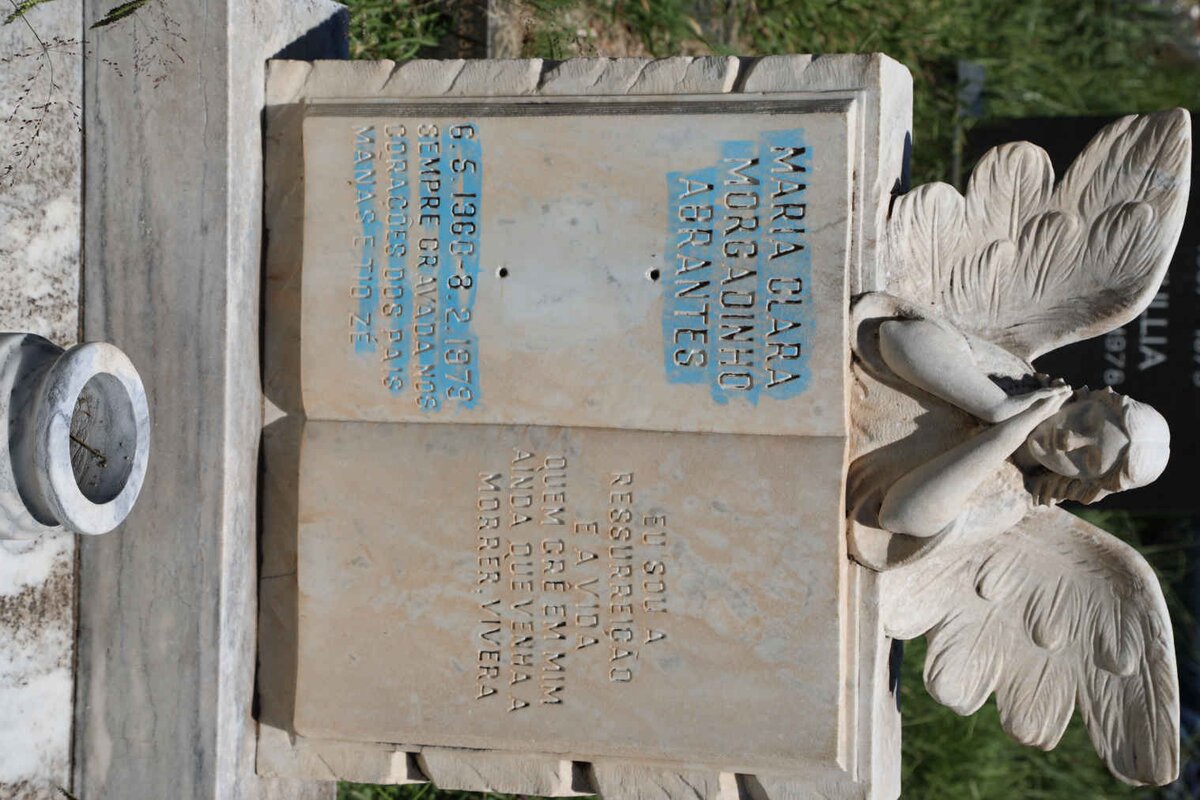 MARIA CLARA
MORGADINHO
ABRANTES
6.5.1960-8.2.1979
SEMPRE GRAVADA NOS
CORAÇÕES DOS PAIS
MANAS E TIO ZÉ
EU SOU A
RESSURREIÇÃO
E A VIDA
QUEM CRÊ EM MIM
AINDA QUE VENHA A
MORRER, VIVERA